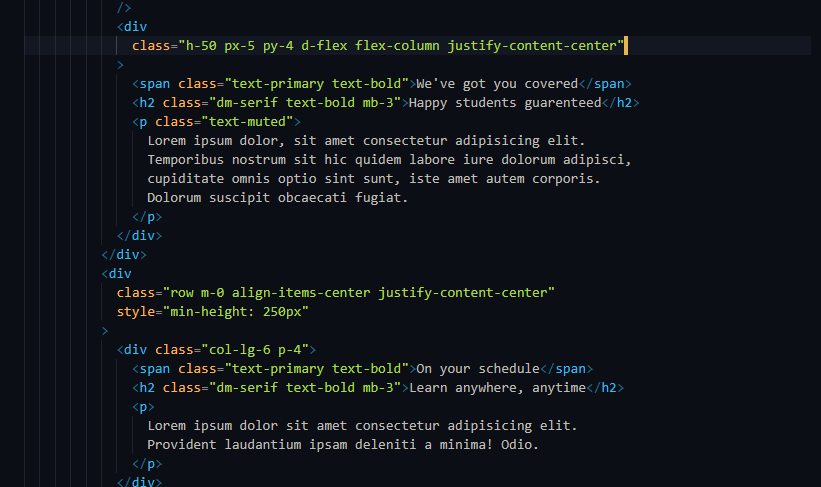 />
<div
class="h-50 px-5 py-4 d-flex flex-column justify-content-center"
>
<span class="text-primary text-bold">We've got you covered</span>
<h2 class="dm-serif text-bold mb-3">Happy students guarenteed</h2>
<p class="text-muted">
Lorem ipsum dolor, sit amet consectetur adipisicing elit.
Temporibus nostrum sit hic quidem labore iure dolorum adipisci,
cupiditate omnis optio sint sunt, iste amet autem corporis.
Dolorum suscipit obcaecati fugiat.
</p>
</div>
</div>
<div
class="row m-0 align-items-center justify-content-center"
style="min-height: 250px"
>
<div class="col-lg-6 p-4">
<span class="text-primary text-bold">On your schedule</span>
<h2 class="dm-serif text-bold mb-3">Learn anywhere, anytime</h2>
<p>
Lorem ipsum dolor sit amet consectetur adipisicing elit.
Provident laudantium ipsam deleniti a minima! Odio.
</p>
</div>